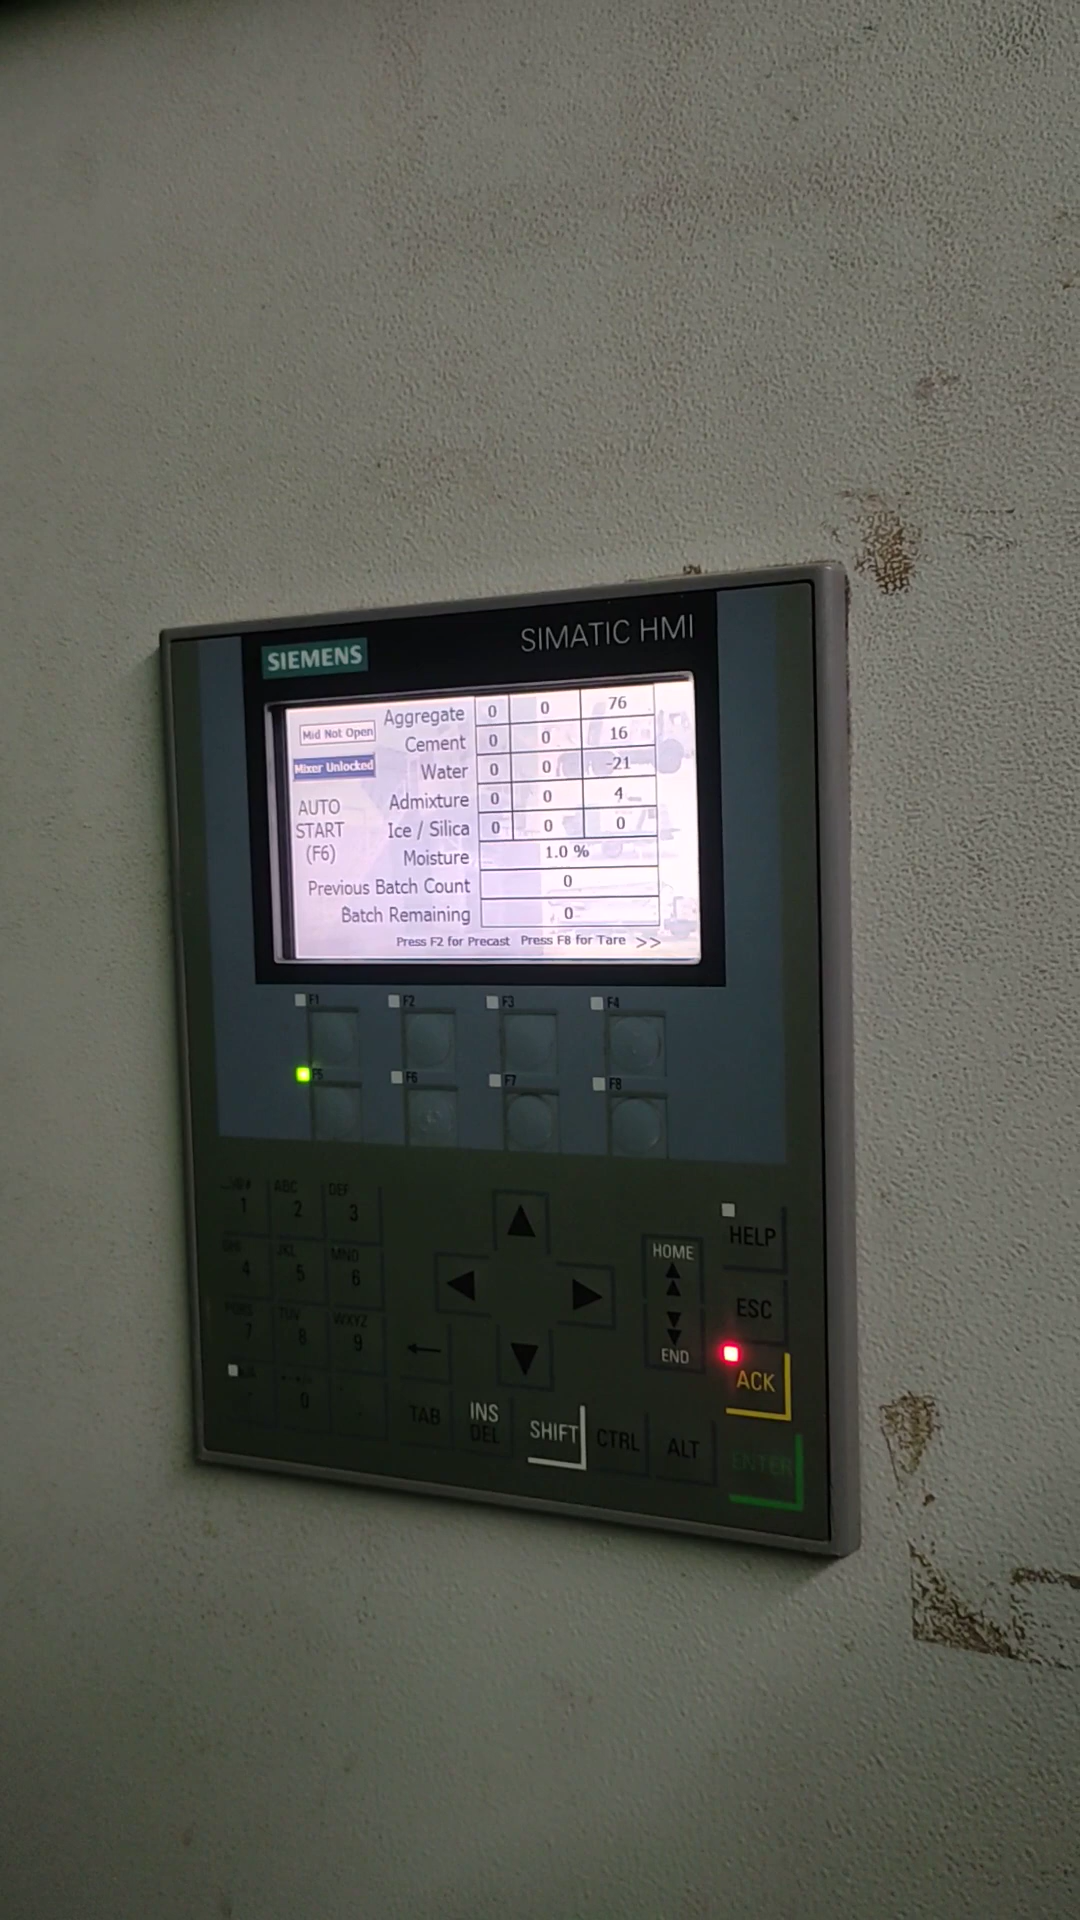 SIEMENS
SIMATIC HMI
Mid Not Open
Mixer Unlocked
AUTO
START
(F6)
Aggregate 0 0 76
Cement 0 0 16
Water 0 0 -21
Admixture 0 0 4
Ice / Silica 0 0 0
Moisture 1.0 %
Previous Batch Count 0
Batch Remaining 0
Press F2 for Precast Press F8 for Tare >>
F1 F2 F3 F4
F5 F6 F7 F8
ABC DEF
1 2 3
GHI JKL MNO
4 5 6
PQRS TUV WXYZ
7 8 9
0
TAB
INS
DEL
SHIFT
CTRL
ALT
HOME
END
HELP
ESC
ACK
ENTER